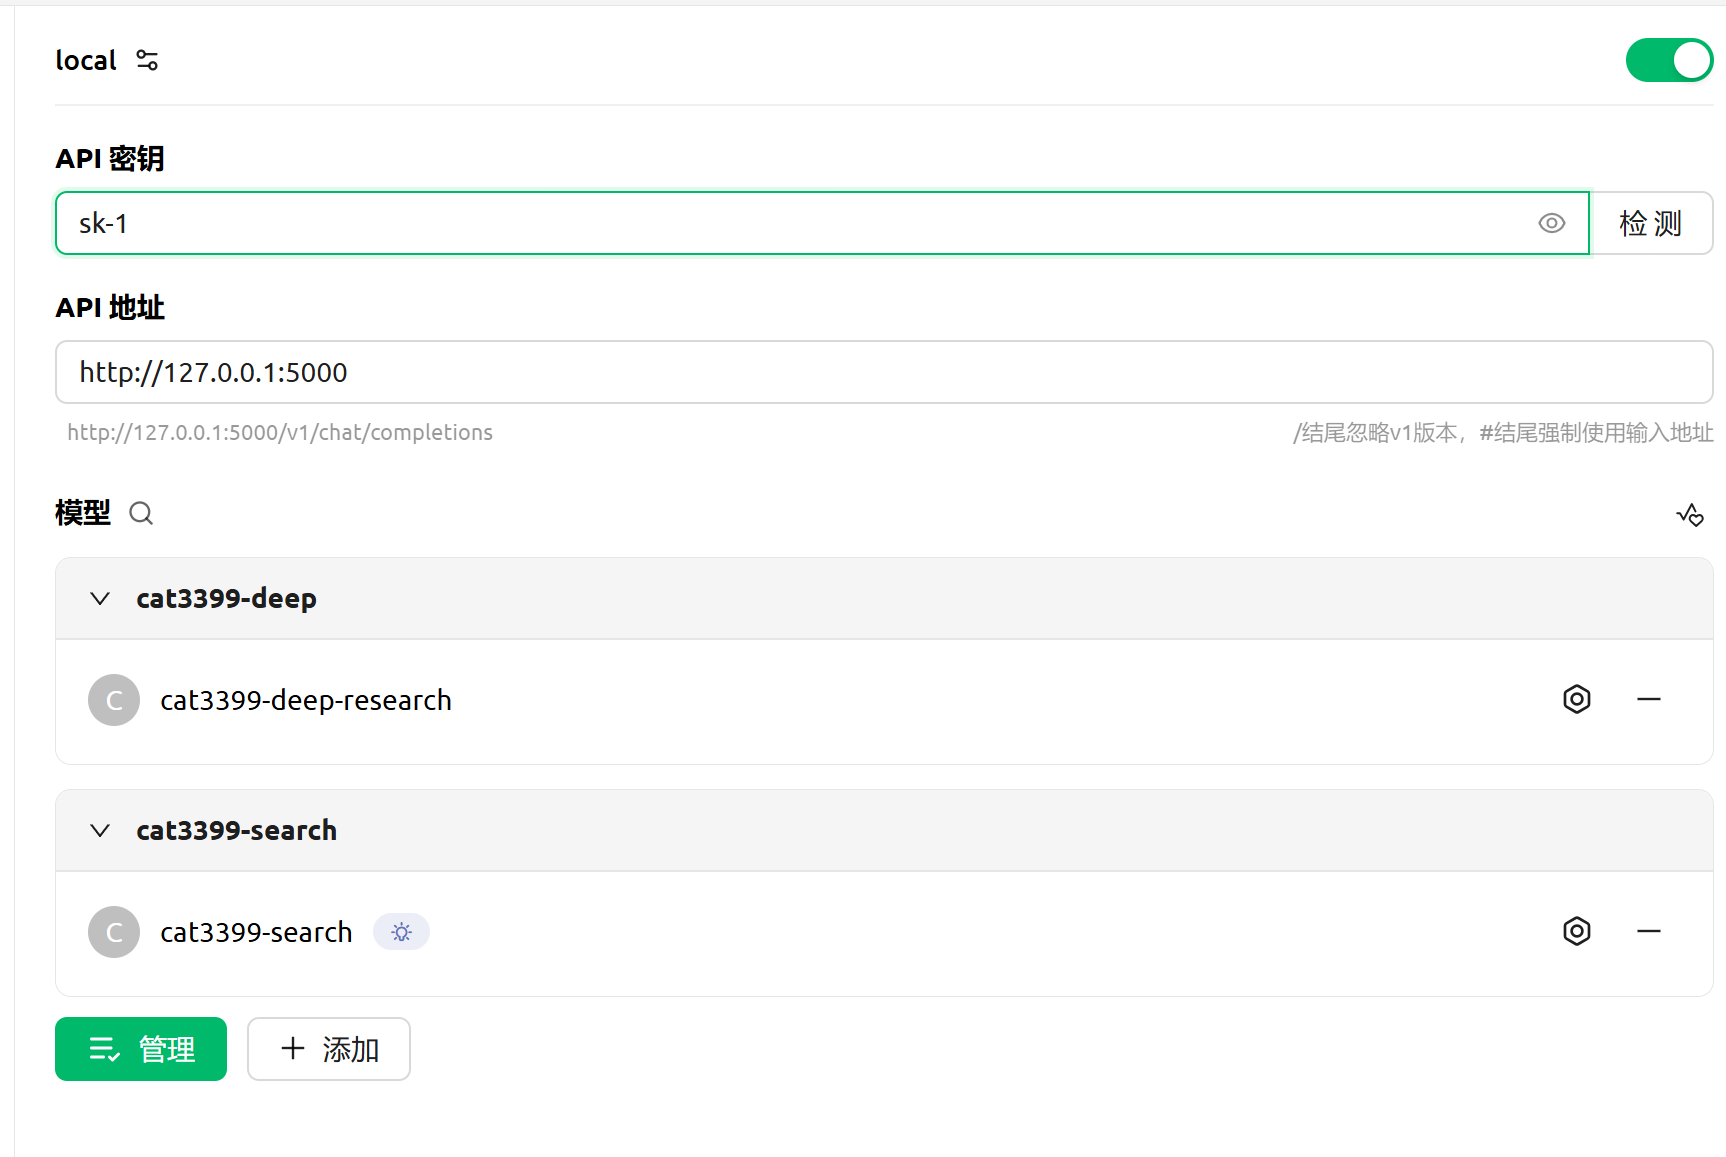 local
API 密钥
sk-1
检 测
API 地址
http://127.0.0.1:5000
http://127.0.0.1:5000/v1/chat/completions
/结尾忽略v1版本，#结尾强制使用输入地址
模型
cat3399-deep
C cat3399-deep-research
cat3399-search
C cat3399-search
管理
添加